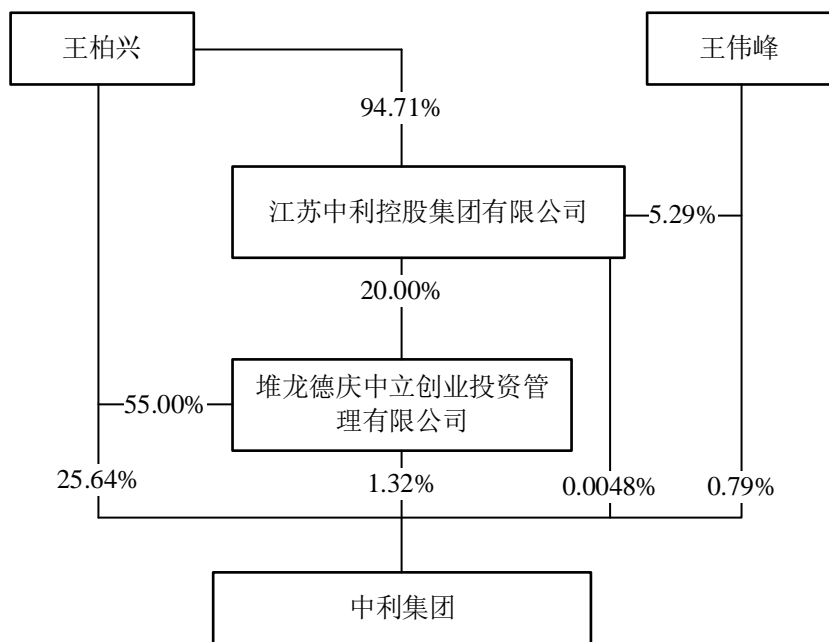 王柏兴
王伟峰
94.71%
江苏中利控股集团有限公司
5.29%
20.00%
堆龙德庆中立创业投资管
理有限公司
55.00%
25.64%
1.32%
0.0048%
0.79%
中利集团